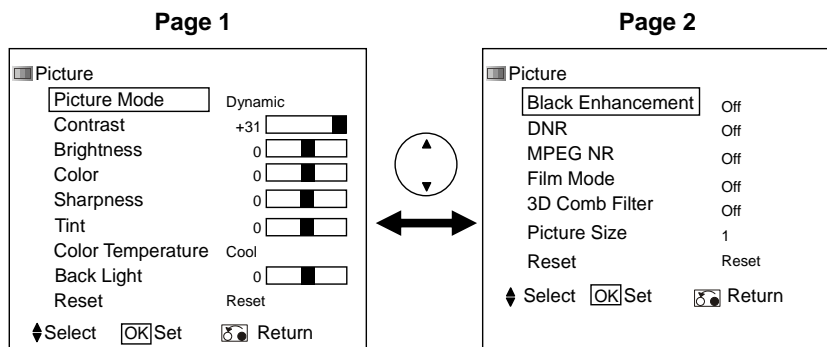 Page 1
Picture
Picture Mode Dynamic
Contrast +31
Brightness 0
Color 0
Sharpness 0
Tint 0
Color Temperature Cool
Back Light 0
Reset Reset
Select OK Set Return
Page 2
Picture
Black Enhancement Off
DNR Off
MPEG NR Off
Film Mode Off
3D Comb Filter Off
Picture Size 1
Reset Reset
Select OK Set Return